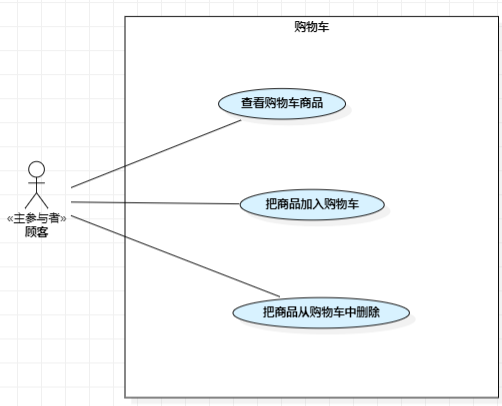 购物车
查看购物车商品
把商品加入购物车
«主参与者»
顾客
把商品从购物车中删除